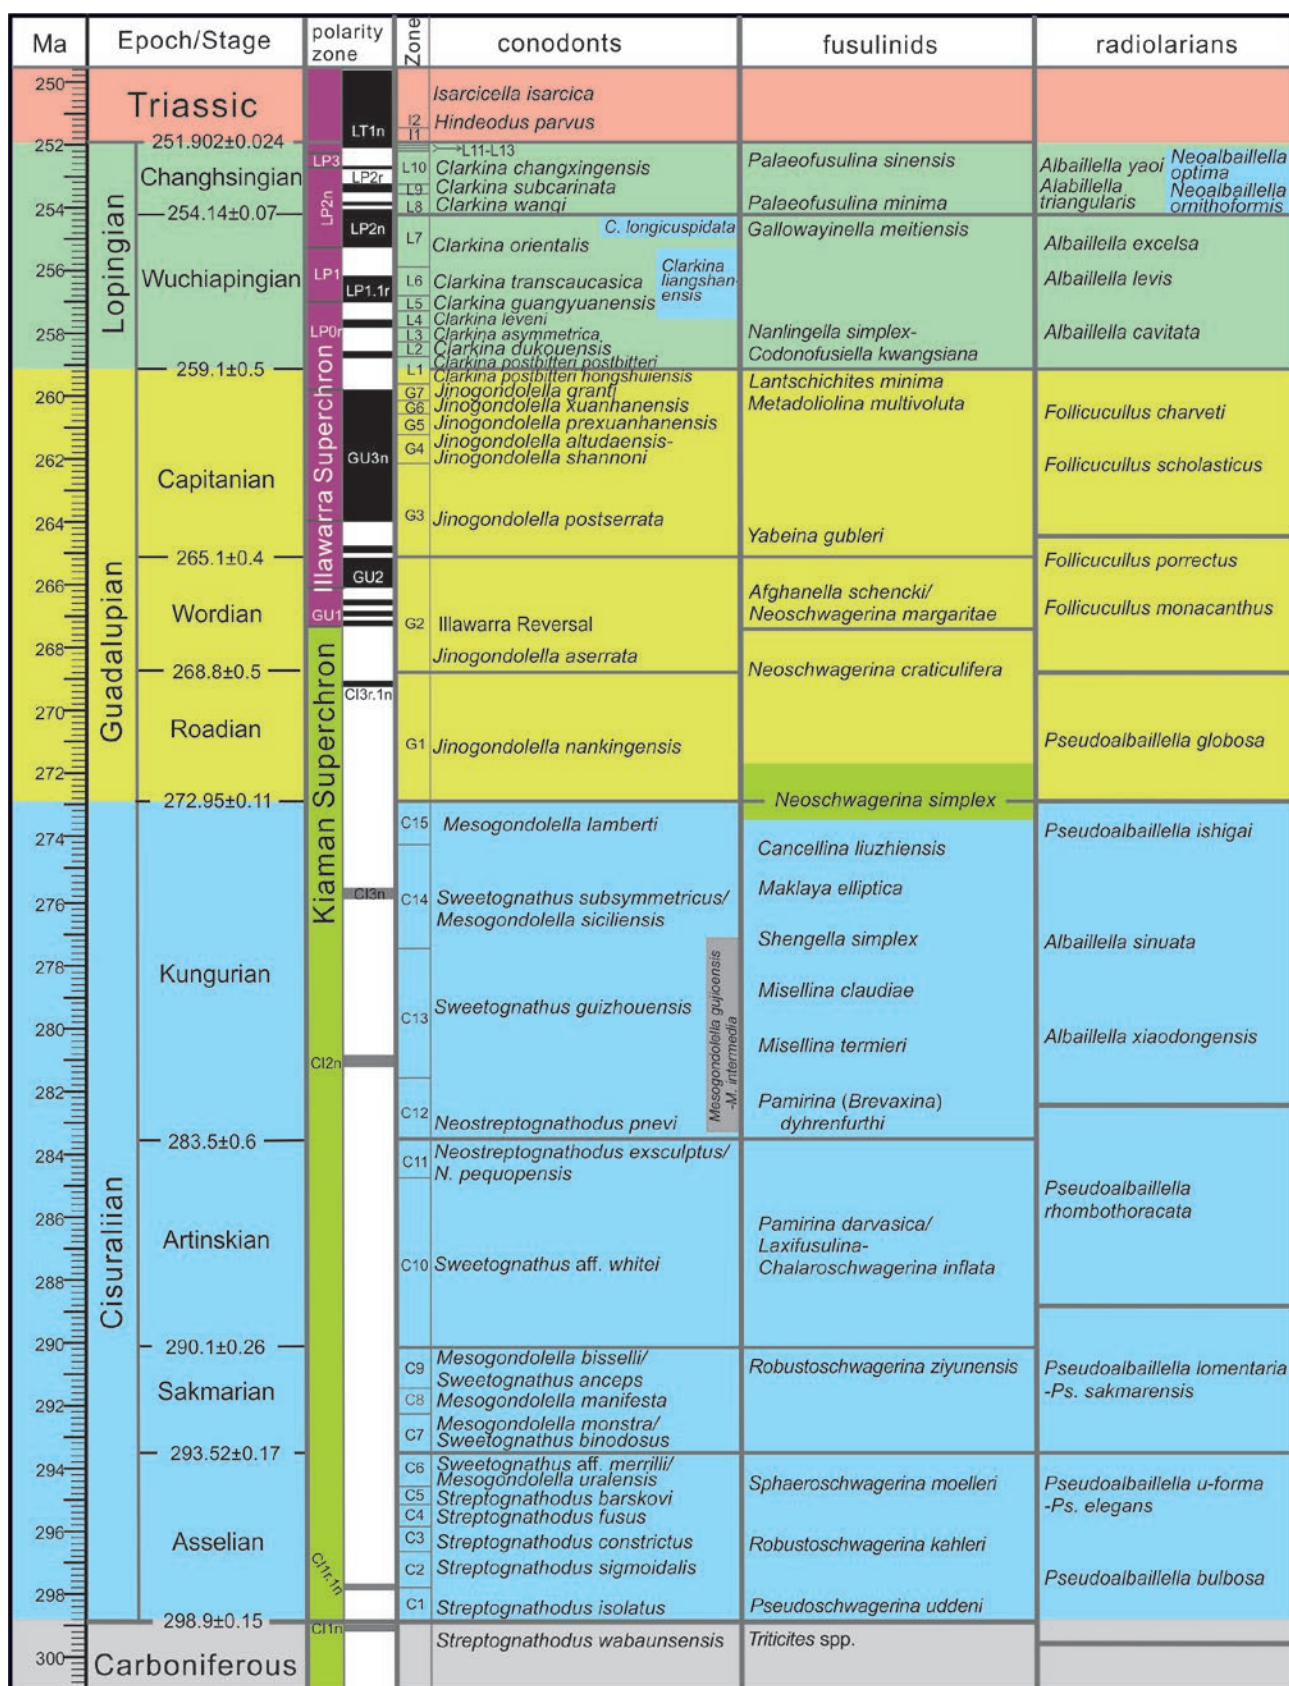 Ma
Epoch/Stage
polarity
zone
Zone
conodonts
fusulinids
radiolarians
250
252
254
256
258
260
262
264
266
268
270
272
274
276
278
280
282
284
286
288
290
292
294
296
298
300
Triassic
251.902±0.024
Lopingian
Changhsingian
254.14±0.07
Wuchiapingian
259.1±0.5
Guadalupian
Capitanian
265.1±0.4
Wordian
268.8±0.5
Roadian
272.95±0.11
Cisuraliian
Kungurian
283.5±0.6
Artinskian
290.1±0.26
Sakmarian
293.52±0.17
Asselian
298.9±0.15
Carboniferous
LP3
LP2n
LP1
LP0r
Illawarra Superchron
GU1
Kiaman Superchron
CI2n
CI1r.1n
CI1n
LT1n
LP2r
LP2n
LP1.1r
GU3n
GU2
CI3r.1n
CI3n
I2
I1
L11-L13
L10
L9
L8
L7
L6
L5
L4
L3
L2
L1
G7
G6
G5
G4
G3
G2
G1
C15
C14
C13
C12
C11
C10
C9
C8
C7
C6
C5
C4
C3
C2
C1
Isarcicella isarcica
Hindeodus parvus
Clarkina changxingensis
Clarkina subcarinata
Clarkina wangi
C. longicuspidata
Clarkina orientalis
Clarkina
liangshan-
ensis
Clarkina transcaucasica
Clarkina guangyuanensis
Clarkina leveni
Clarkina asymmetrica
Clarkina dukouensis
Clarkina postbitteri postbitteri
Clarkina postbitteri hongshuiensis
Jinogondolella granti
Jinogondolella xuanhanensis
Jinogondolella prexuanhanensis
Jinogondolella altudaensis-
Jinogondolella shannoni
Jinogondolella postserrata
Illawarra Reversal
Jinogondolella aserrata
Jinogondolella nankingensis
Mesogondolella lamberti
Sweetognathus subsymmetricus/
Mesogondolella siciliensis
Sweetognathus guizhouensis
Mesogondolella gujioensis
-M. intermedia
Neostreptognathodus pnevi
Neostreptognathodus exsculptus/
N. pequopensis
Sweetognathus aff. whitei
Mesogondolella bisselli/
Sweetognathus anceps
Mesogondolella manifesta
Mesogondolella monstra/
Sweetognathus binodosus
Sweetognathus aff. merrilli/
Mesogondolella uralensis
Streptognathodus barskovi
Streptognathodus fusus
Streptognathodus constrictus
Streptognathodus sigmoidalis
Streptognathodus isolatus
Streptognathodus wabaunsensis
Palaeofusulina sinensis
Palaeofusulina minima
Gallowayinella meitiensis
Nanlingella simplex-
Codonofusiella kwangsiana
Lantschichites minima
Metadoliolina multivoluta
Yabeina gubleri
Afghanella schencki/
Neoschwagerina margaritae
Neoschwagerina craticulifera
Neoschwagerina simplex
Cancellina liuzhiensis
Maklaya elliptica
Shengella simplex
Misellina claudiae
Misellina termieri
Pamirina (Brevaxina)
dyhrenfurthi
Pamirina darvasica/
Laxifusulina-
Chalaroschwagerina inflata
Robustoschwagerina ziyunensis
Sphaeroschwagerina moelleri
Robustoschwagerina kahleri
Pseudoschwagerina uddeni
Triticites spp.
Albaillella yaoi
Alabillella
triangularis
Neoalbaillella
optima
Neoalbaillella
ornithoformis
Albaillella excelsa
Albaillella levis
Albaillella cavitata
Follicucullus charveti
Follicucullus scholasticus
Follicucullus porrectus
Follicucullus monacanthus
Pseudoalbaillella globosa
Pseudoalbaillella ishigai
Albaillella sinuata
Albaillella xiaodongensis
Pseudoalbaillella
rhombothoracata
Pseudoalbaillella lomentaria
-Ps. sakmarensis
Pseudoalbaillella u-forma
-Ps. elegans
Pseudoalbaillella bulbosa